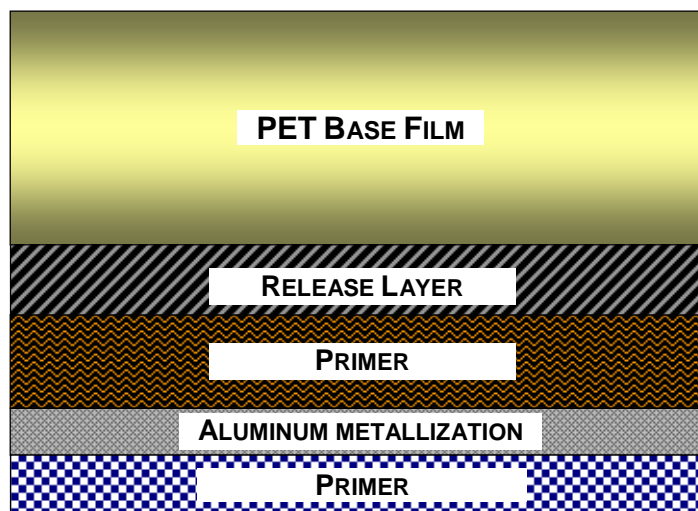 PET BASE FILM
RELEASE LAYER
PRIMER
ALUMINUM METALLIZATION
PRIMER